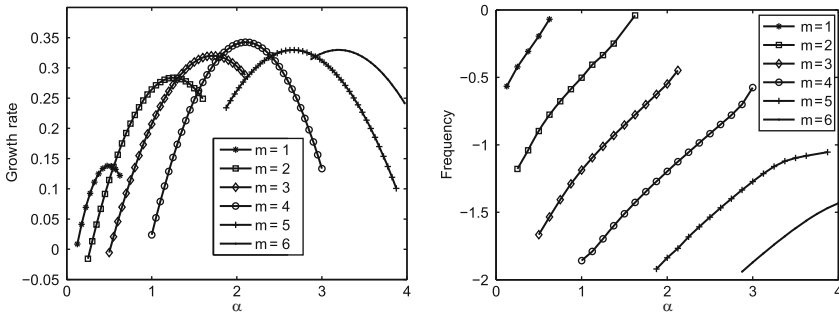 0.35
0.3
0.25
0.2
0.15
0.1
0.05
0
−0.05
Growth rate
0 1 2 3 4
α
m = 1
m = 2
m = 3
m = 4
m = 5
m = 6
0
−0.5
−1
−1.5
−2
Frequency
0 1 2 3 4
α
m = 1
m = 2
m = 3
m = 4
m = 5
m = 6